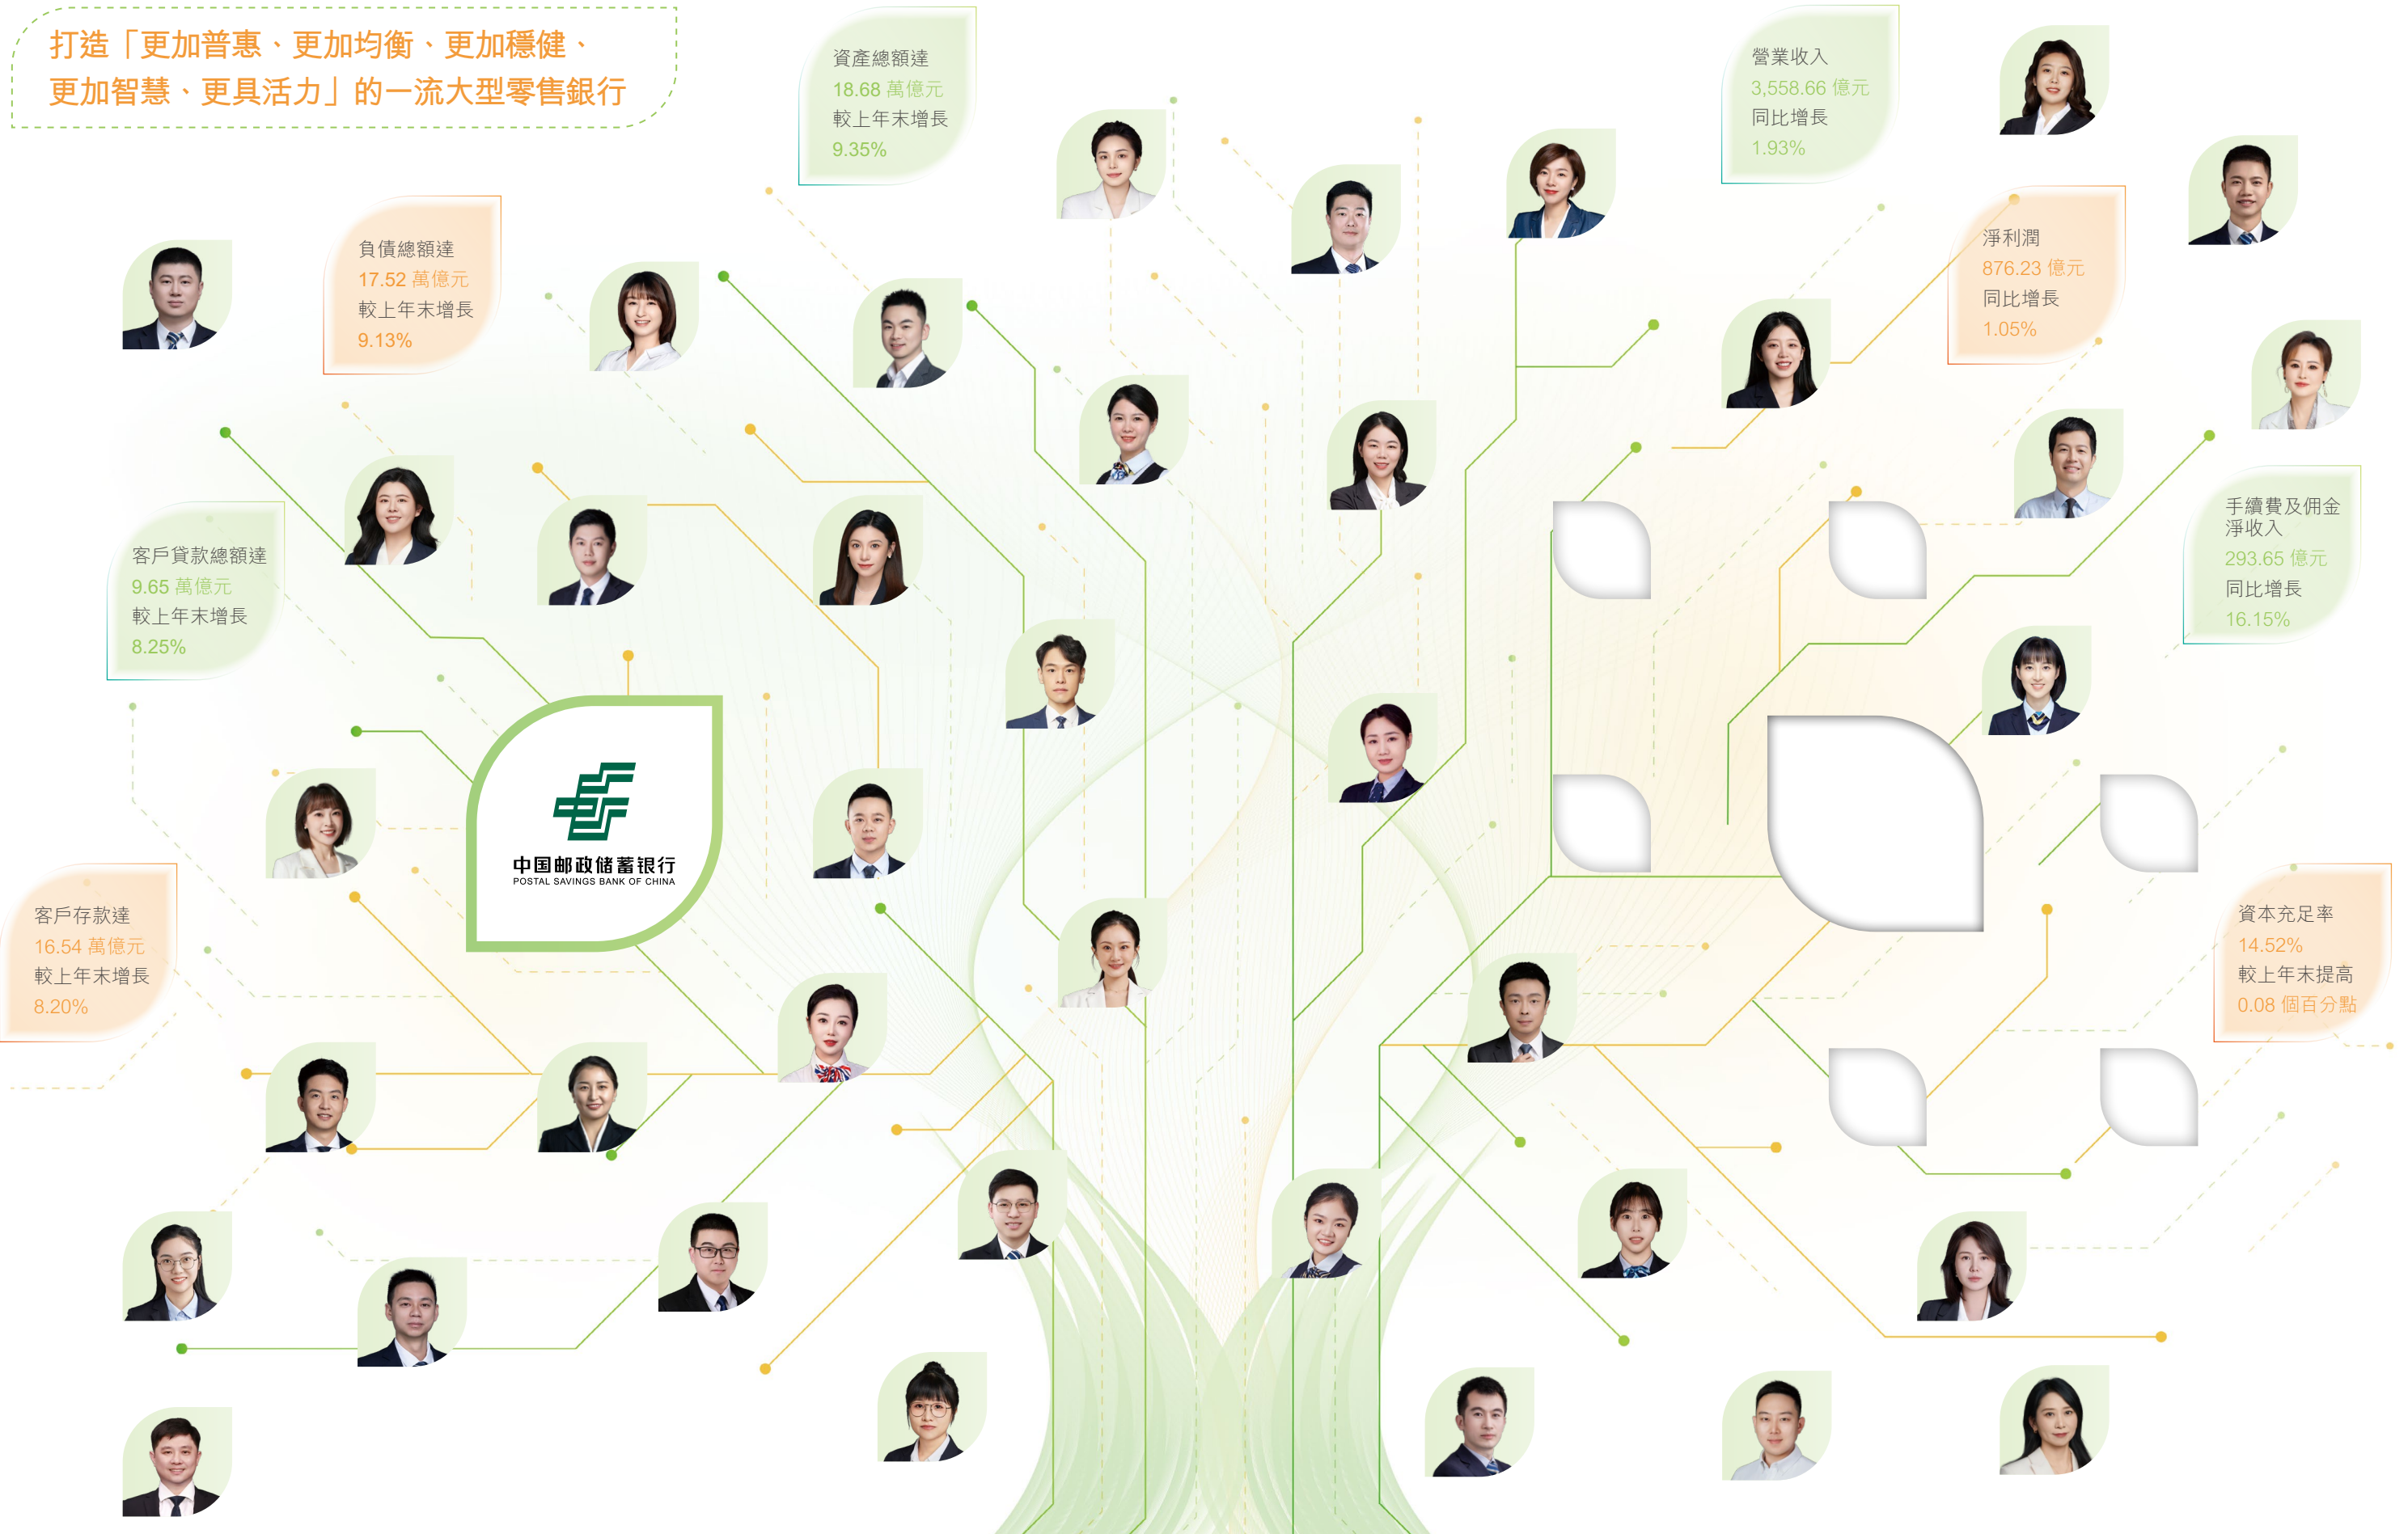 打造「更加普惠、更加均衡、更加穩健、
更加智慧、更具活力」的一流大型零售銀行
資產總額達
18.68 萬億元
較上年末增長
9.35%
營業收入
3,558.66 億元
同比增長
1.93%
負債總額達
17.52 萬億元
較上年末增長
9.13%
淨利潤
876.23 億元
同比增長
1.05%
客戶貸款總額達
9.65 萬億元
較上年末增長
8.25%
手續費及佣金
淨收入
293.65 億元
同比增長
16.15%
中国邮政储蓄银行
POSTAL SAVINGS BANK OF CHINA
客戶存款達
16.54 萬億元
較上年末增長
8.20%
資本充足率
14.52%
較上年末提高
0.08 個百分點